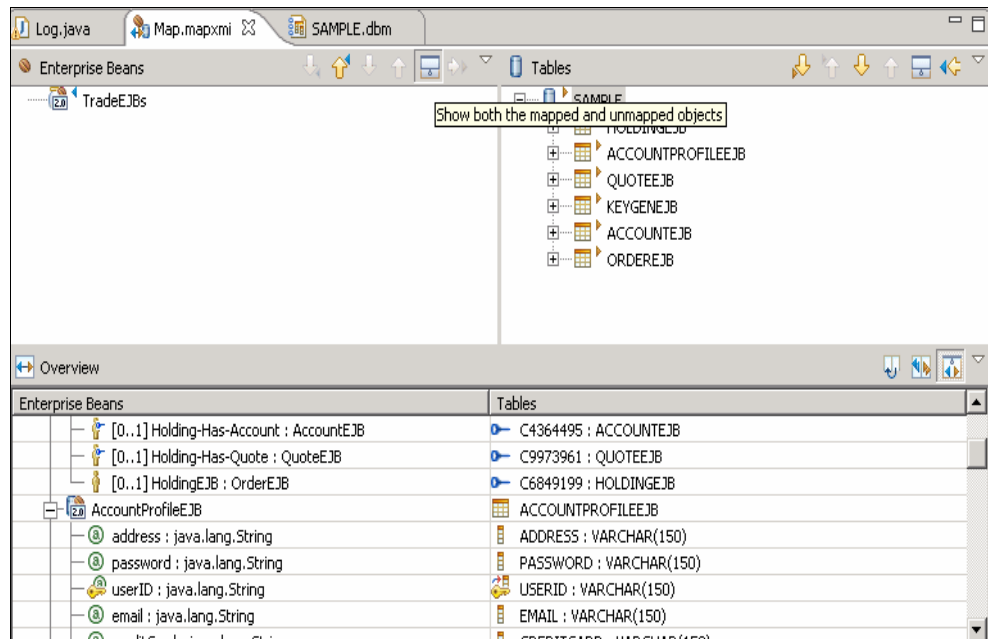 Log.java Map.mapxmi SAMPLE.dbm
Enterprise Beans Tables
TradeEJBs SAMPLE
Show both the mapped and unmapped objects
HOLDINGEJB
ACCOUNTPROFILEEJB
QUOTEEJB
KEYGENEJB
ACCOUNTEJB
ORDEREJB
Overview
Enterprise Beans Tables
[0..1] Holding-Has-Account : AccountEJB C4364495 : ACCOUNTEJB
[0..1] Holding-Has-Quote : QuoteEJB C9973961 : QUOTEEJB
[0..1] HoldingEJB : OrderEJB C6849199 : HOLDINGEJB
2.0 AccountProfileEJB ACCOUNTPROFILEEJB
address : java.lang.String ADDRESS : VARCHAR(150)
password : java.lang.String PASSWORD : VARCHAR(150)
userID : java.lang.String USERID : VARCHAR(150)
email : java.lang.String EMAIL : VARCHAR(150)